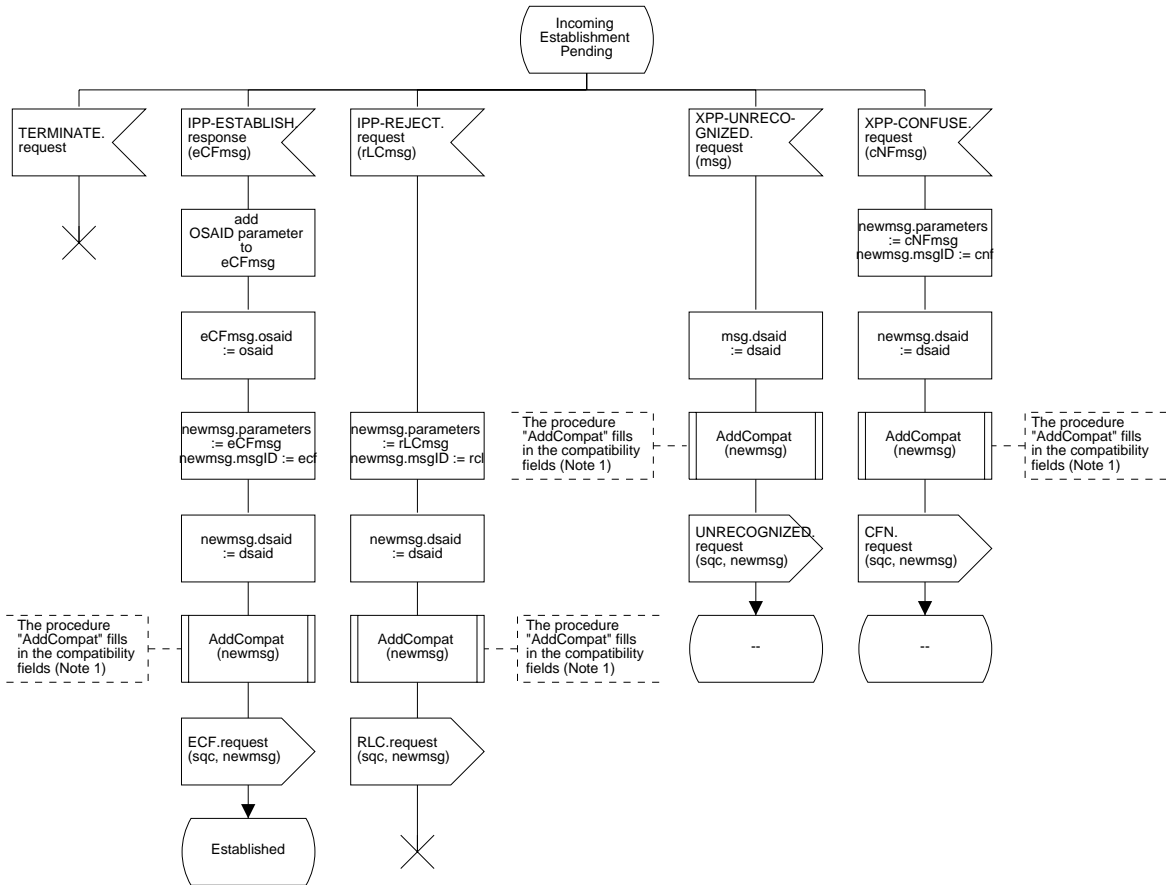 Incoming
Establishment
Pending
TERMINATE.
request
IPP-ESTABLISH.
response
(eCFmsg)
IPP-REJECT.
request
(rLCmsg)
XPP-UNRECO-
GNIZED.
request
(msg)
XPP-CONFUSE.
request
(cNFmsg)
add
OSAID parameter
to
eCFmsg
newmsg.parameters
:= cNFmsg
newmsg.msgID := cnf
eCFmsg.osaid
:= osaid
msg.dsaid
:= dsaid
newmsg.dsaid
:= dsaid
newmsg.parameters
:= eCFmsg
newmsg.msgID := ecf
newmsg.parameters
:= rLCmsg
newmsg.msgID := rcl
The procedure
"AddCompat" fills
in the compatibility
fields (Note 1)
AddCompat
(newmsg)
AddCompat
(newmsg)
The procedure
"AddCompat" fills
in the compatibility
fields (Note 1)
newmsg.dsaid
:= dsaid
newmsg.dsaid
:= dsaid
UNRECOGNIZED.
request
(sqc, newmsg)
CFN.
request
(sqc, newmsg)
The procedure
"AddCompat" fills
in the compatibility
fields (Note 1)
AddCompat
(newmsg)
AddCompat
(newmsg)
The procedure
"AddCompat" fills
in the compatibility
fields (Note 1)
--
--
ECF.request
(sqc, newmsg)
RLC.request
(sqc, newmsg)
Established